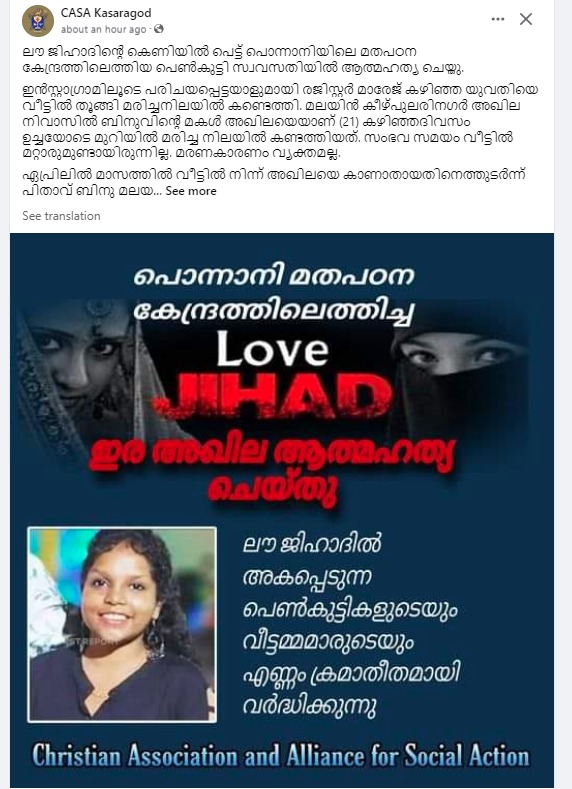 CASA Kasaragod
about an hour ago
ലൗ ജിഹാദിന്റെ കെണിയിൽ പെട്ട് പൊന്നാനിയിലെ മതപഠന
കേന്ദ്രത്തിലെത്തിയ പെൺകുട്ടി സ്വവസതിയിൽ ആത്മഹത്യ ചെയ്തു.
ഇൻസ്റ്റാഗ്രാമിലൂടെ പരിചയപ്പെട്ടയാളുമായി രജിസ്റ്റർ മാരേജ് കഴിഞ്ഞ യുവതിയെ
വീട്ടിൽ തൂങ്ങി മരിച്ചനിലയിൽ കണ്ടെത്തി. മലയിൻ കീഴ്പുലരിനഗർ അഖില
നിവാസിൽ ബിനുവിന്റെ മകൾ അഖിലയെയാണ് (21) കഴിഞ്ഞദിവസം
ഉച്ചയോടെ മുറിയിൽ മരിച്ച നിലയിൽ കണ്ടത്തിയത്. സംഭവ സമയം വീട്ടിൽ
മറ്റാരുമുണ്ടായിരുന്നില്ല. മരണകാരണം വ്യക്തമല്ല.
ഏപ്രിലിൽ മാസത്തിൽ വീട്ടിൽ നിന്ന് അഖിലയെ കാണാതായതിനെത്തുടർന്ന്
പിതാവ് ബിനു മലയ... See more
See translation
പൊന്നാനി മതപഠന
കേന്ദ്രത്തിലെത്തിച്ച
Love
JIHAD
ഇര അഖില ആത്മഹത്യ
ചെയ്തു
ലൗ ജിഹാദിൽ
അകപ്പെടുന്ന
പെൺകുട്ടികളുടെയും
വീട്ടമ്മമാരുടെയും
എണ്ണം ക്രമാതീതമായി
വർദ്ധിക്കുന്നു
Christian Association and Alliance for Social Action